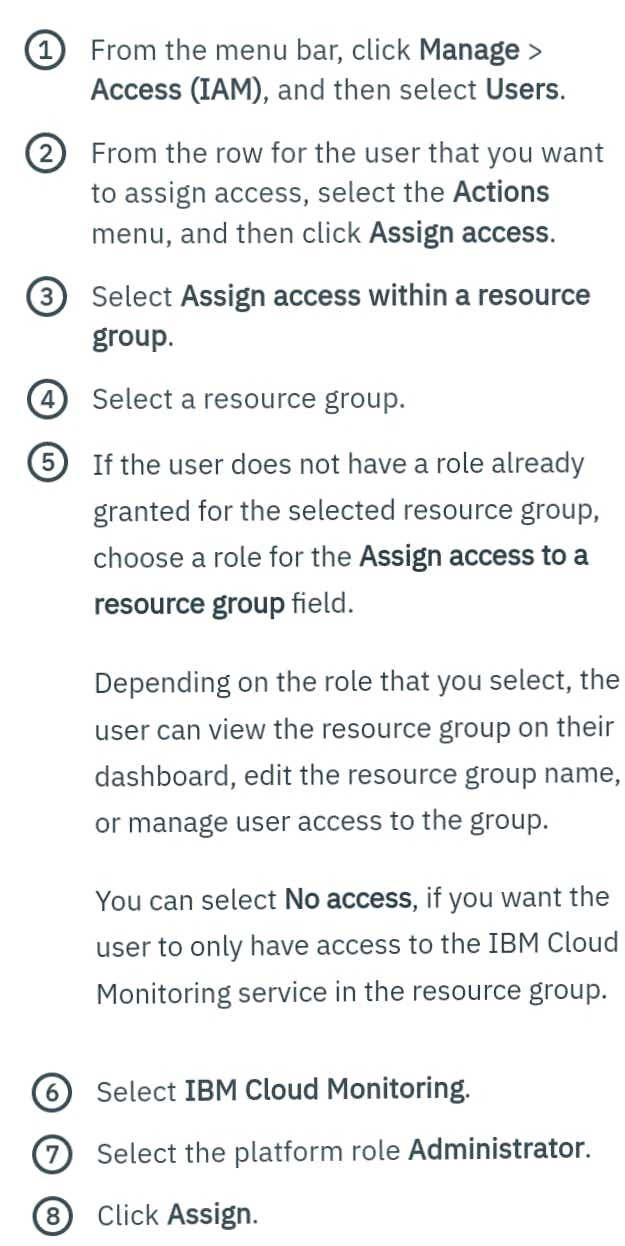 1 From the menu bar, click Manage >
Access (IAM), and then select Users.
2 From the row for the user that you want
to assign access, select the Actions
menu, and then click Assign access.
3 Select Assign access within a resource
group.
4 Select a resource group.
5 If the user does not have a role already
granted for the selected resource group,
choose a role for the Assign access to a
resource group field.
Depending on the role that you select, the
user can view the resource group on their
dashboard, edit the resource group name,
or manage user access to the group.
You can select No access, if you want the
user to only have access to the IBM Cloud
Monitoring service in the resource group.
6 Select IBM Cloud Monitoring.
7 Select the platform role Administrator.
8 Click Assign.